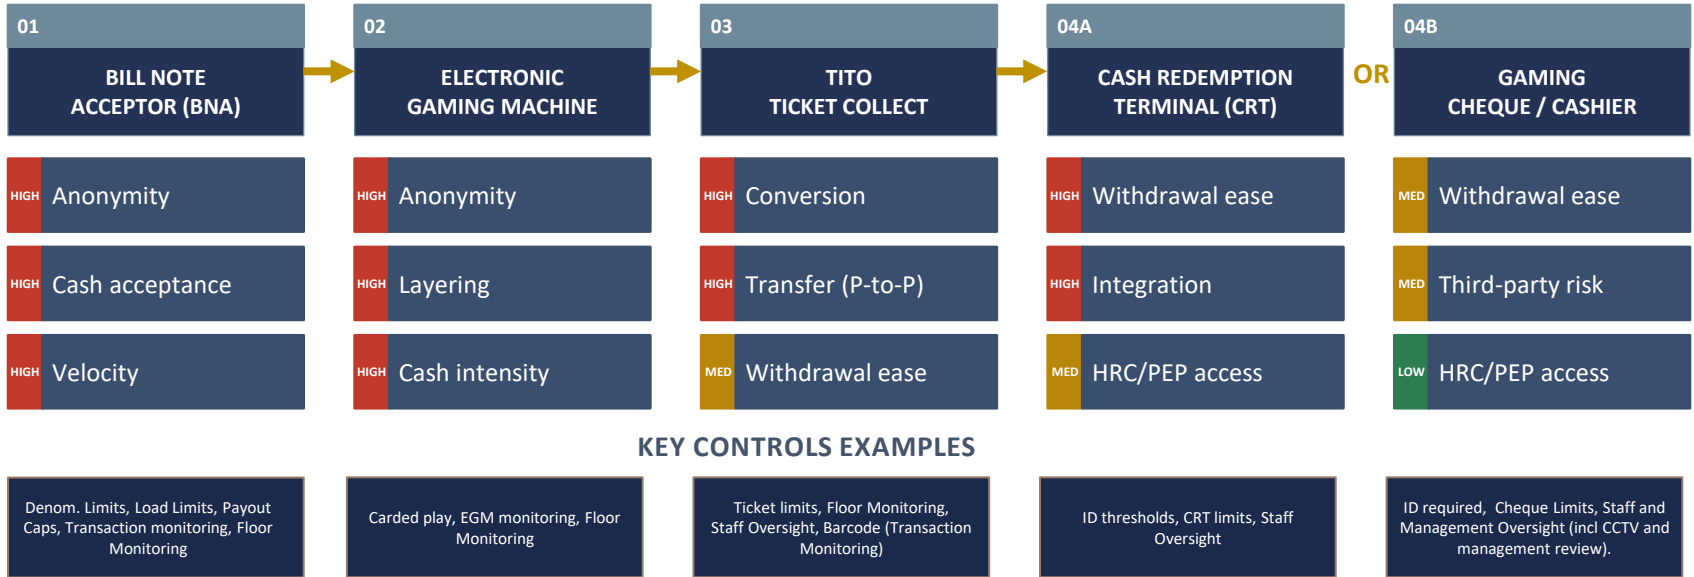 01
BILL NOTE
ACCEPTOR (BNA)
02
ELECTRONIC
GAMING MACHINE
03
TITO
TICKET COLLECT
04A
CASH REDEMPTION
TERMINAL (CRT)
OR
04B
GAMING
CHEQUE / CASHIER
HIGH Anonymity
HIGH Anonymity
HIGH Conversion
HIGH Withdrawal ease
MED Withdrawal ease
HIGH Cash acceptance
HIGH Layering
HIGH Transfer (P-to-P)
HIGH Integration
MED Third-party risk
HIGH Velocity
HIGH Cash intensity
MED Withdrawal ease
MED HRC/PEP access
LOW HRC/PEP access
KEY CONTROLS EXAMPLES
Denom. Limits, Load Limits, Payout
Caps, Transaction monitoring, Floor
Monitoring
Carded play, EGM monitoring, Floor
Monitoring
Ticket limits, Floor Monitoring,
Staff Oversight, Barcode (Transaction
Monitoring)
ID thresholds, CRT limits, Staff
Oversight
ID required, Cheque Limits, Staff and
Management Oversight (incl CCTV and
management review).